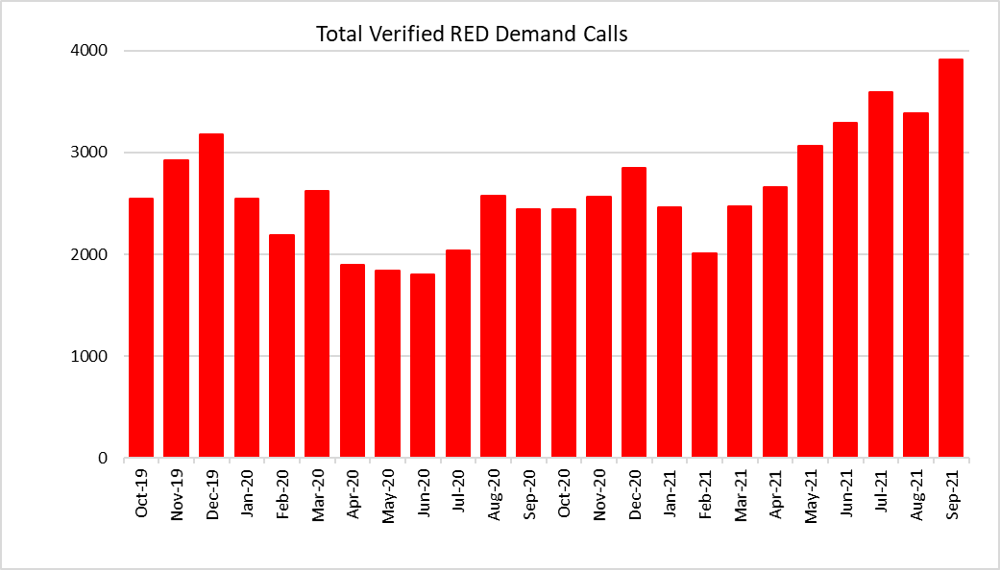 Total Verified RED Demand Calls
4000
3000
2000
1000
0
Oct-19
Nov-19
Dec-19
Jan-20
Feb-20
Mar-20
Apr-20
May-20
Jun-20
Jul-20
Aug-20
Sep-20
Oct-20
Nov-20
Dec-20
Jan-21
Feb-21
Mar-21
Apr-21
May-21
Jun-21
Jul-21
Aug-21
Sep-21